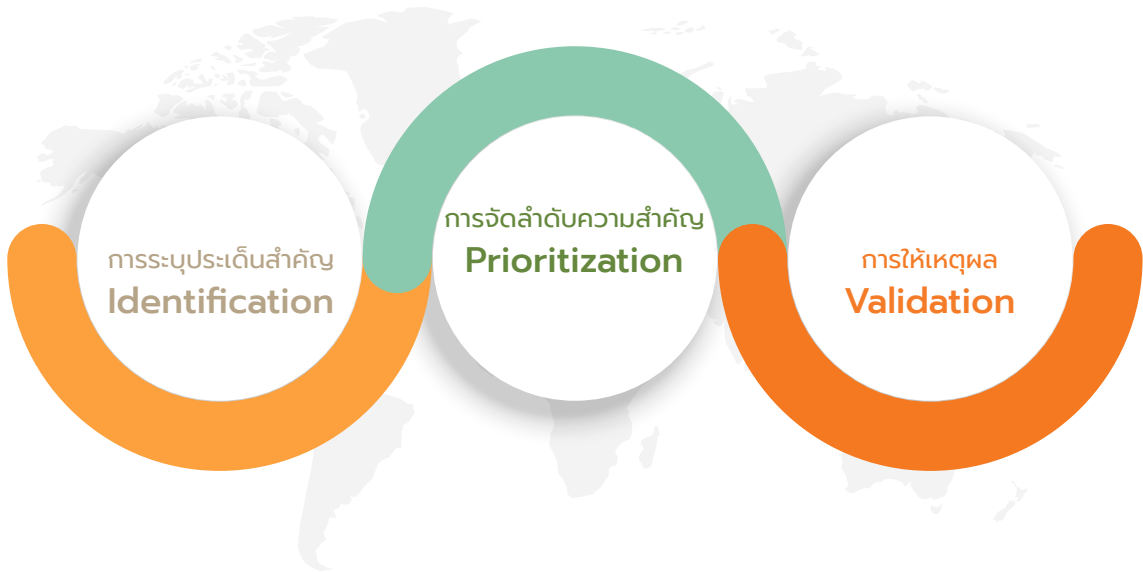 การระบุประเด็นสำคัญ
Identification
การจัดลำดับความสำคัญ
Prioritization
การให้เหตุผล
Validation